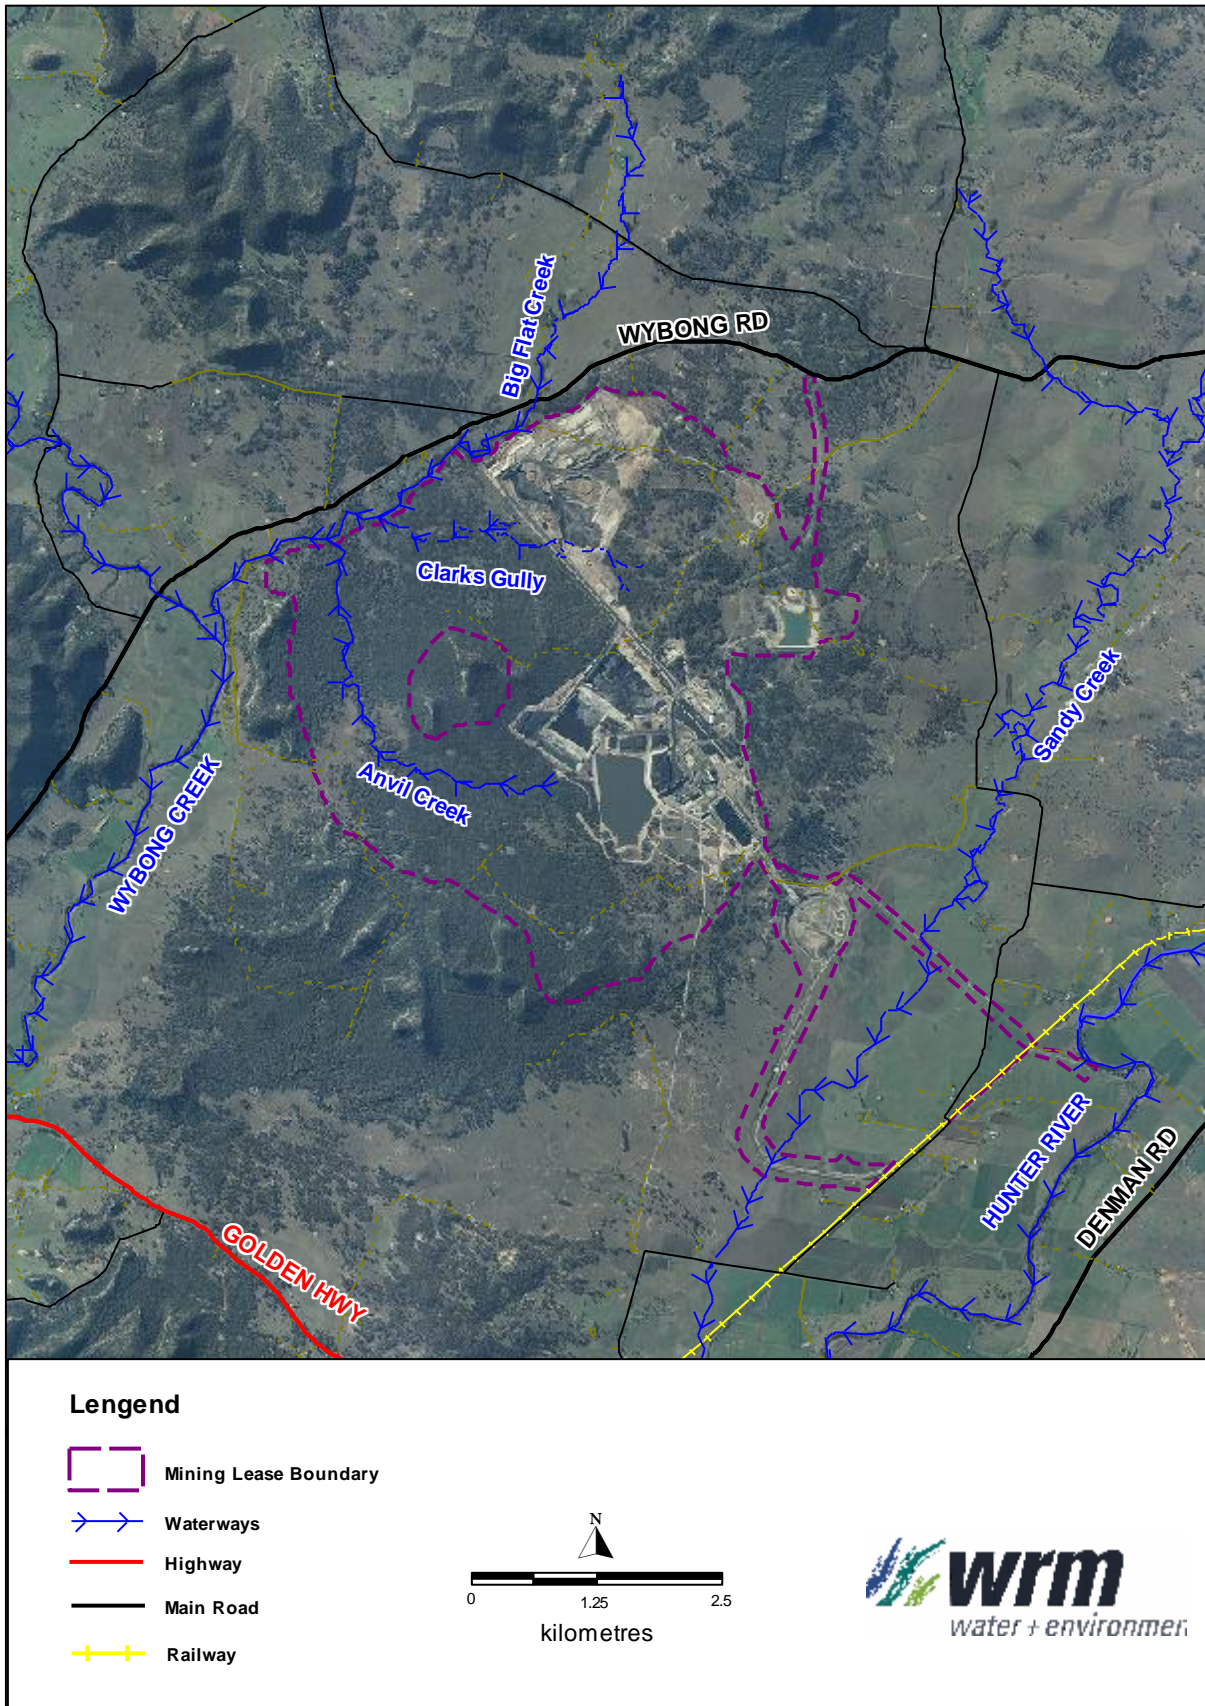 Big Flat Creek
WYBONG RD
Clarks Gully
Sandy Creek
Anvil Creek
WYBONG CREEK
HUNTER RIVER
DENMAN RD
GOLDEN HWY
Lengend
Mining Lease Boundary
Waterways
Highway
Main Road
Railway
N
0 1.25 2.5
kilometres
wrm
water + environmen